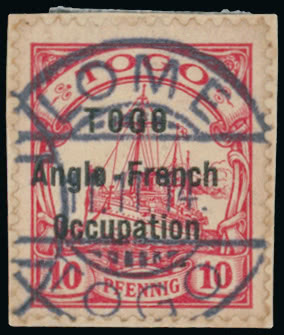 TOGO
LOME
TOGO
Anglo-French
Occupation
10 PFENNIG 10